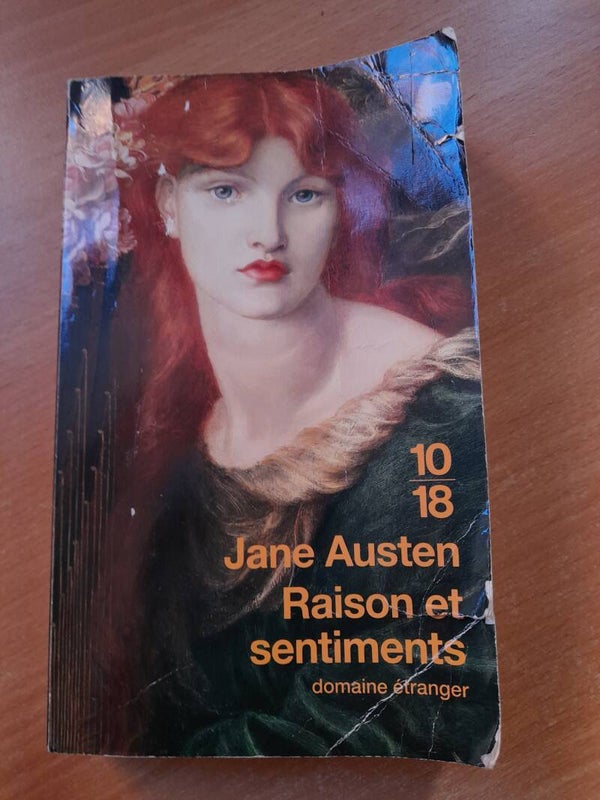 10
18
Jane Austen
Raison et
sentiments
domaine étranger